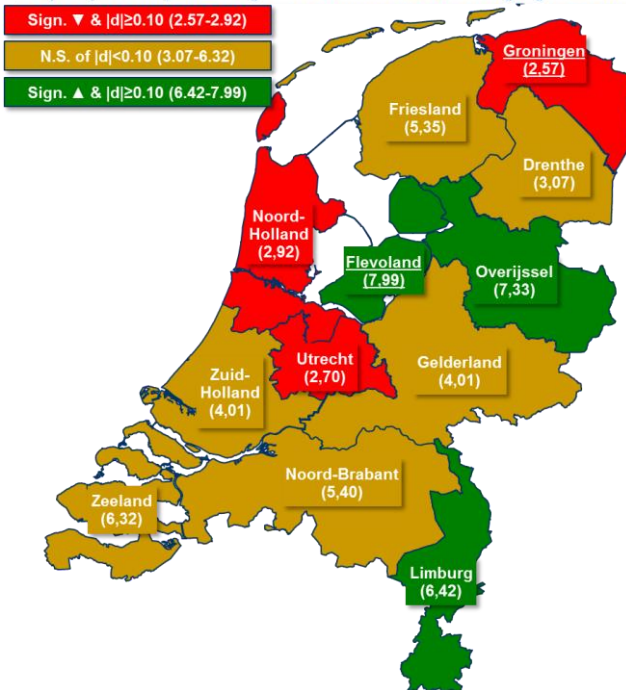 Sign. ▼ & |d|≥0.10 (2.57-2.92)
N.S. of |d|<0.10 (3.07-6.32)
Sign. ▲ & |d|≥0.10 (6.42-7.99)
Groningen
(2,57)
Friesland
(5,35)
Drenthe
(3,07)
Noord-
Holland
(2,92)
Flevoland
(7,99)
Overijssel
(7,33)
Utrecht
(2,70)
Gelderland
(4,01)
Zuid-
Holland
(4,01)
Noord-Brabant
(5,40)
Zeeland
(6,32)
Limburg
(6,42)